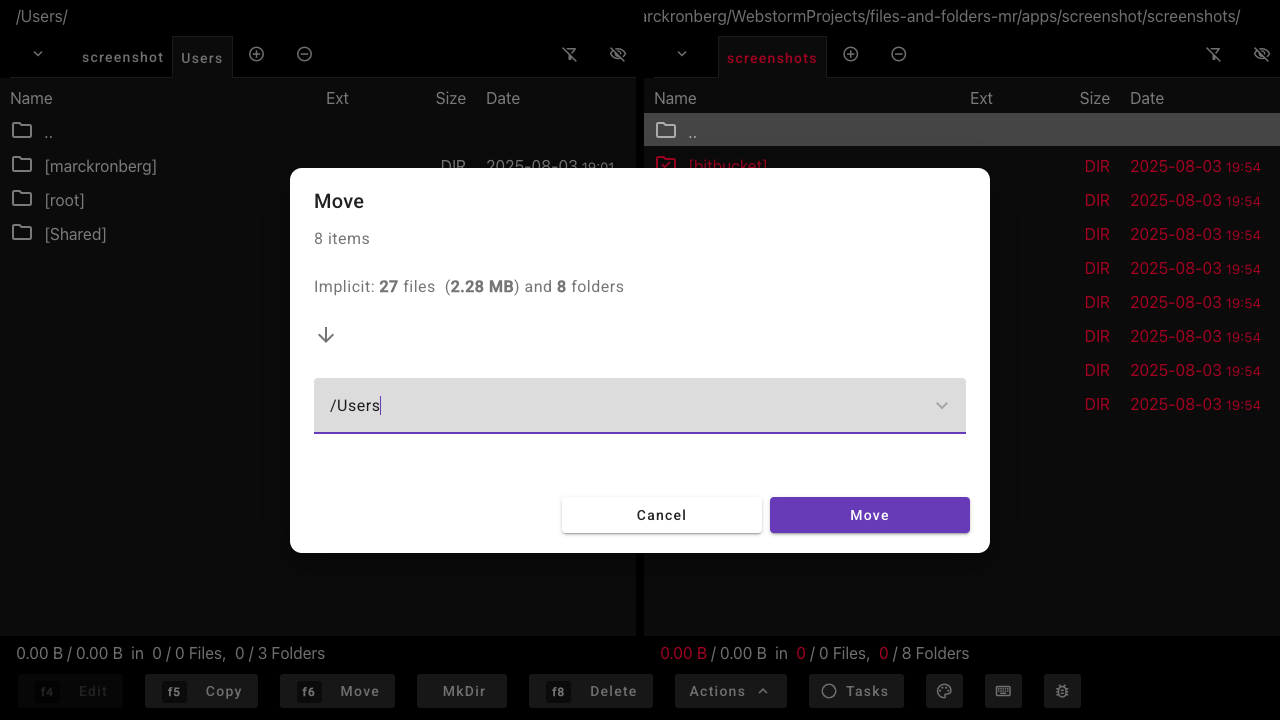 /Users/
arckronberg/WebstormProjects/files-and-folders-mr/apps/screenshot/screenshots/
screenshot Users
screenshots
Name Ext Size Date
Name Ext Size Date
..
..
[marckronberg] DIR 2025-08-03 19:01
[bitbucket] DIR 2025-08-03 19:54
[root]
DIR 2025-08-03 19:54
[Shared]
DIR 2025-08-03 19:54
DIR 2025-08-03 19:54
DIR 2025-08-03 19:54
DIR 2025-08-03 19:54
DIR 2025-08-03 19:54
DIR 2025-08-03 19:54
Move
8 items
Implicit: 27 files (2.28 MB) and 8 folders
/Users
Cancel Move
0.00 B / 0.00 B in 0 / 0 Files, 0 / 3 Folders
0.00 B / 0.00 B in 0 / 0 Files, 0 / 8 Folders
f4 Edit f5 Copy f6 Move MkDir f8 Delete Actions Tasks